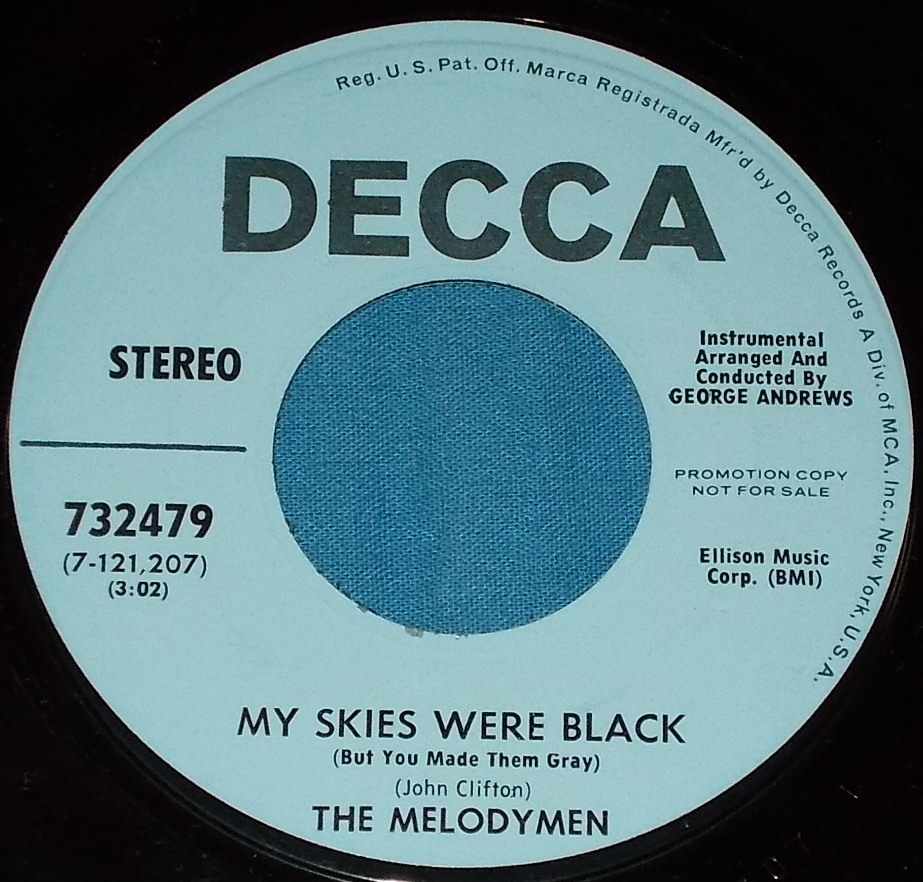 Reg. U. S. Pat. Off. Marca Registrada Mfr'd by Decca Records A Div. of MCA, Inc., New York, U.S.A.
DECCA
STEREO
732479
(7-121,207)
(3:02)
Instrumental
Arranged And
Conducted By
GEORGE ANDREWS
PROMOTION COPY
NOT FOR SALE
Ellison Music
Corp. (BMI)
MY SKIES WERE BLACK
(But You Made Them Gray)
(John Clifton)
THE MELODYMEN